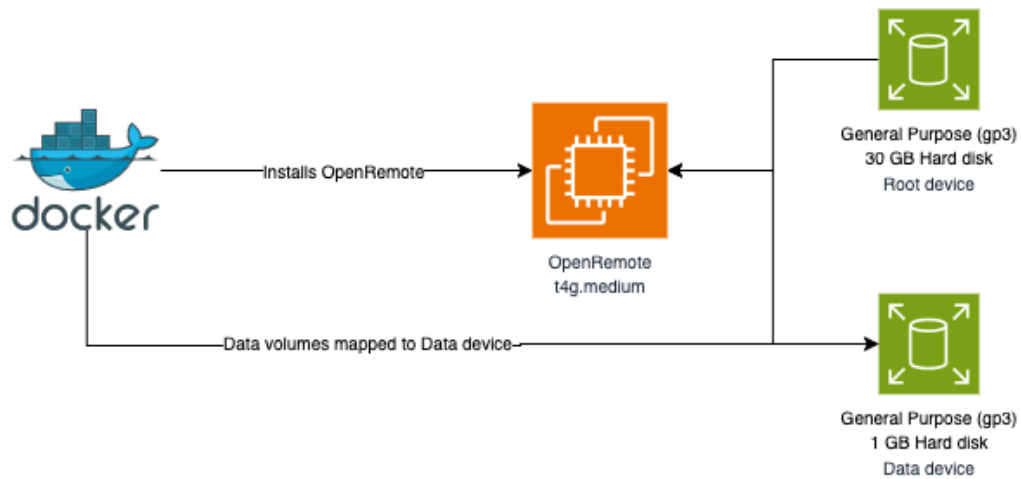 docker
Installs OpenRemote
OpenRemote
t4g.medium
General Purpose (gp3)
30 GB Hard disk
Root device
Data volumes mapped to Data device
General Purpose (gp3)
1 GB Hard disk
Data device